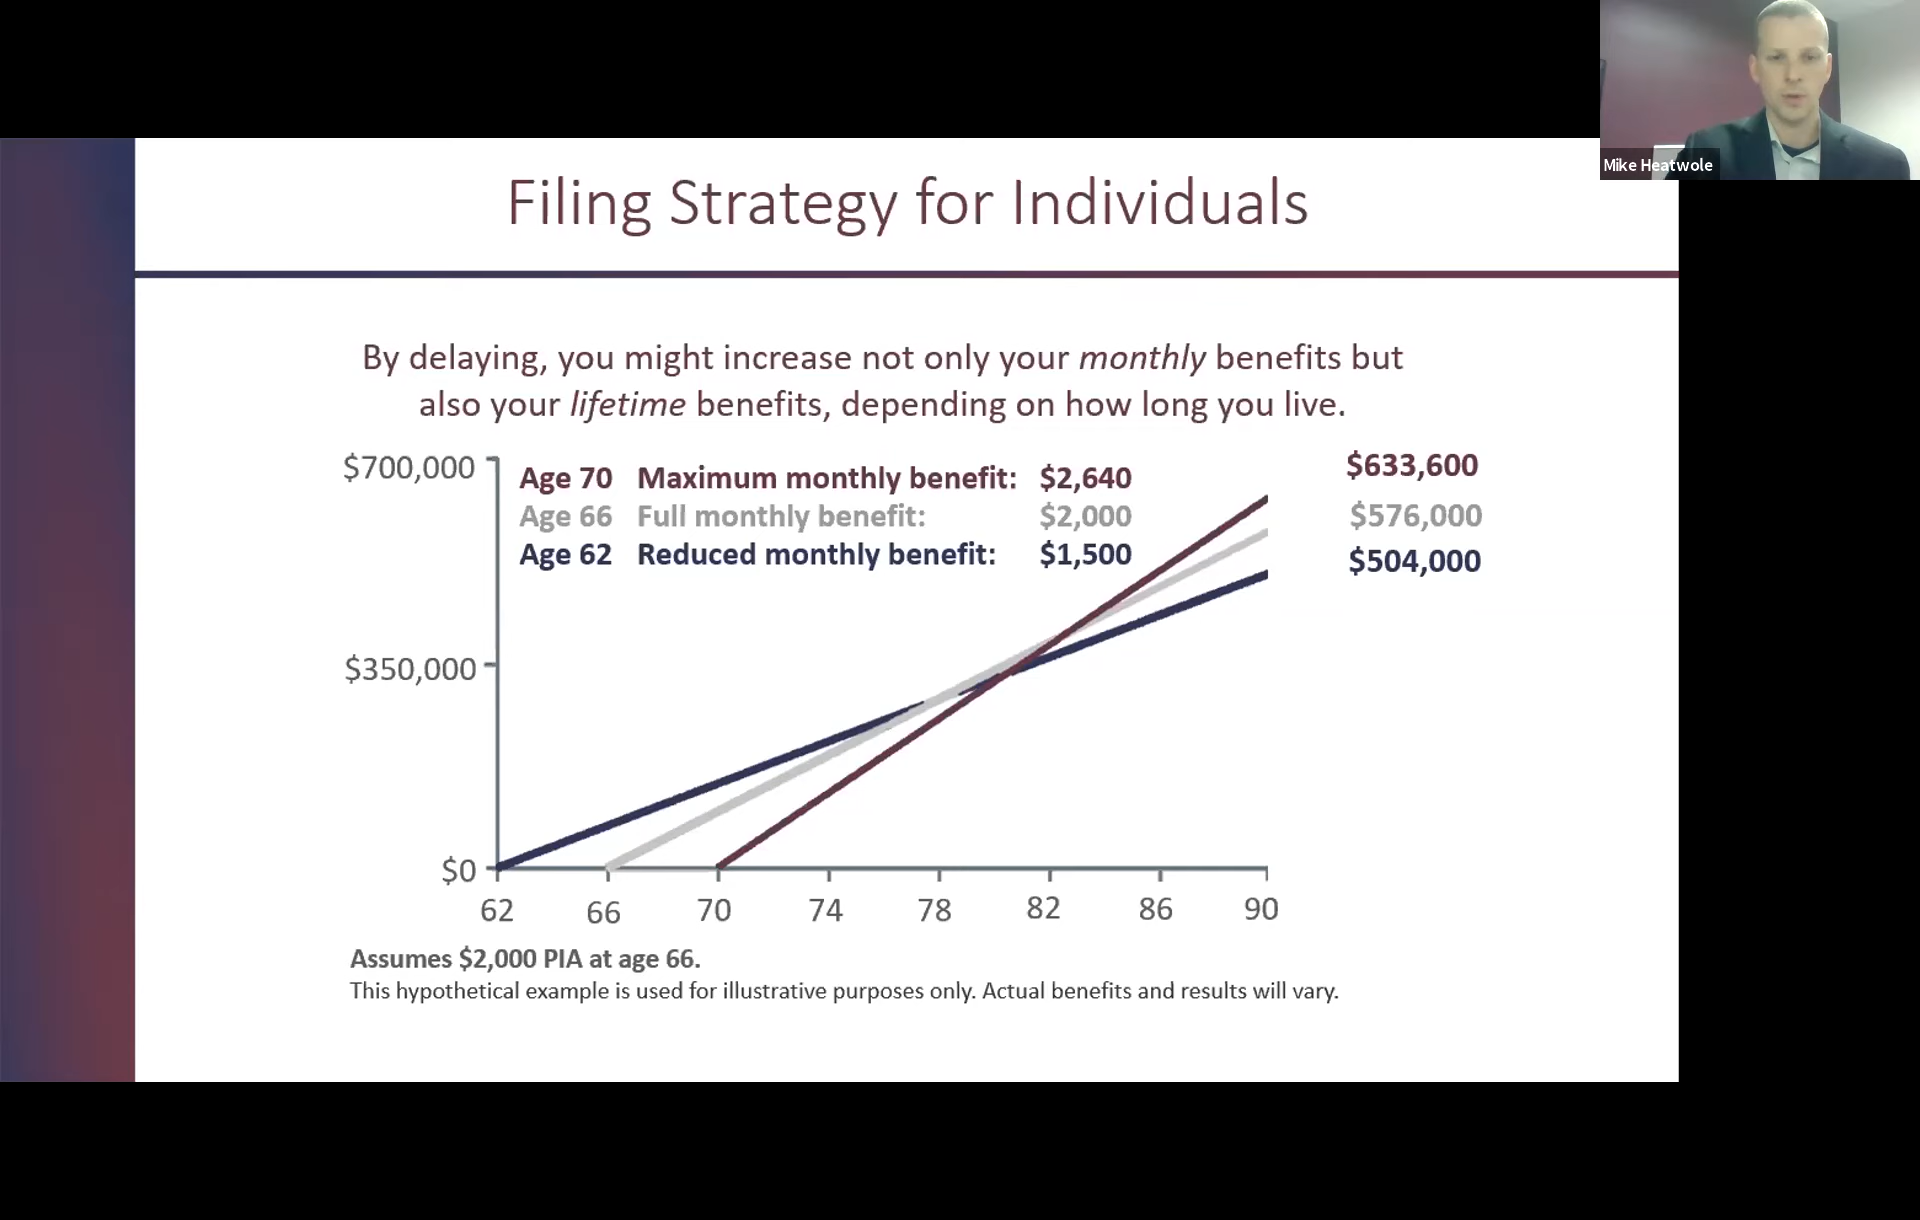 Mike Heatwole
Filing Strategy for Individuals
By delaying, you might increase not only your monthly benefits but
also your lifetime benefits, depending on how long you live.
$700,000
Age 70 Maximum monthly benefit: $2,640
$633,600
Age 66 Full monthly benefit: $2,000
$576,000
Age 62 Reduced monthly benefit: $1,500
$504,000
$350,000
$0
62 66 70 74 78 82 86 90
Assumes $2,000 PIA at age 66.
This hypothetical example is used for illustrative purposes only. Actual benefits and results will vary.